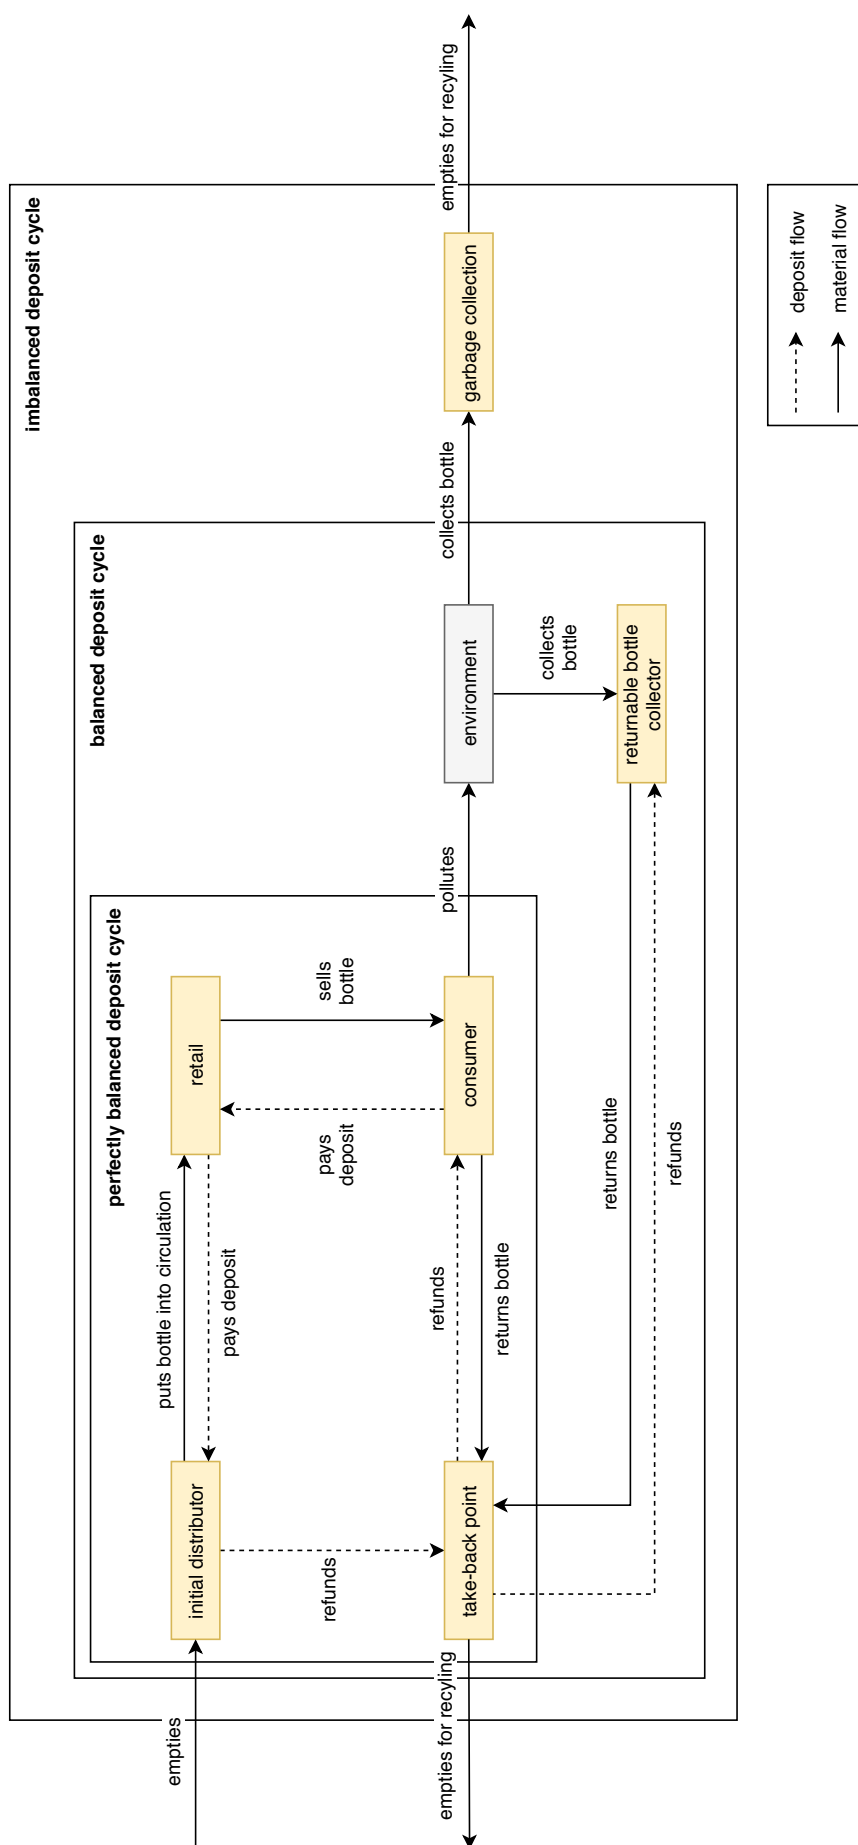 imbalanced deposit cycle
balanced deposit cycle
perfectly balanced deposit cycle
empties
initial distributor
puts bottle into circulation
pays deposit
retail
refunds
pays
deposit
sells
bottle
empties for recyling
take-back point
refunds
returns bottle
consumer
pollutes
environment
collects bottle
garbage collection
empties for recyling
collects
bottle
returnable bottle
collector
returns bottle
refunds
deposit flow
material flow